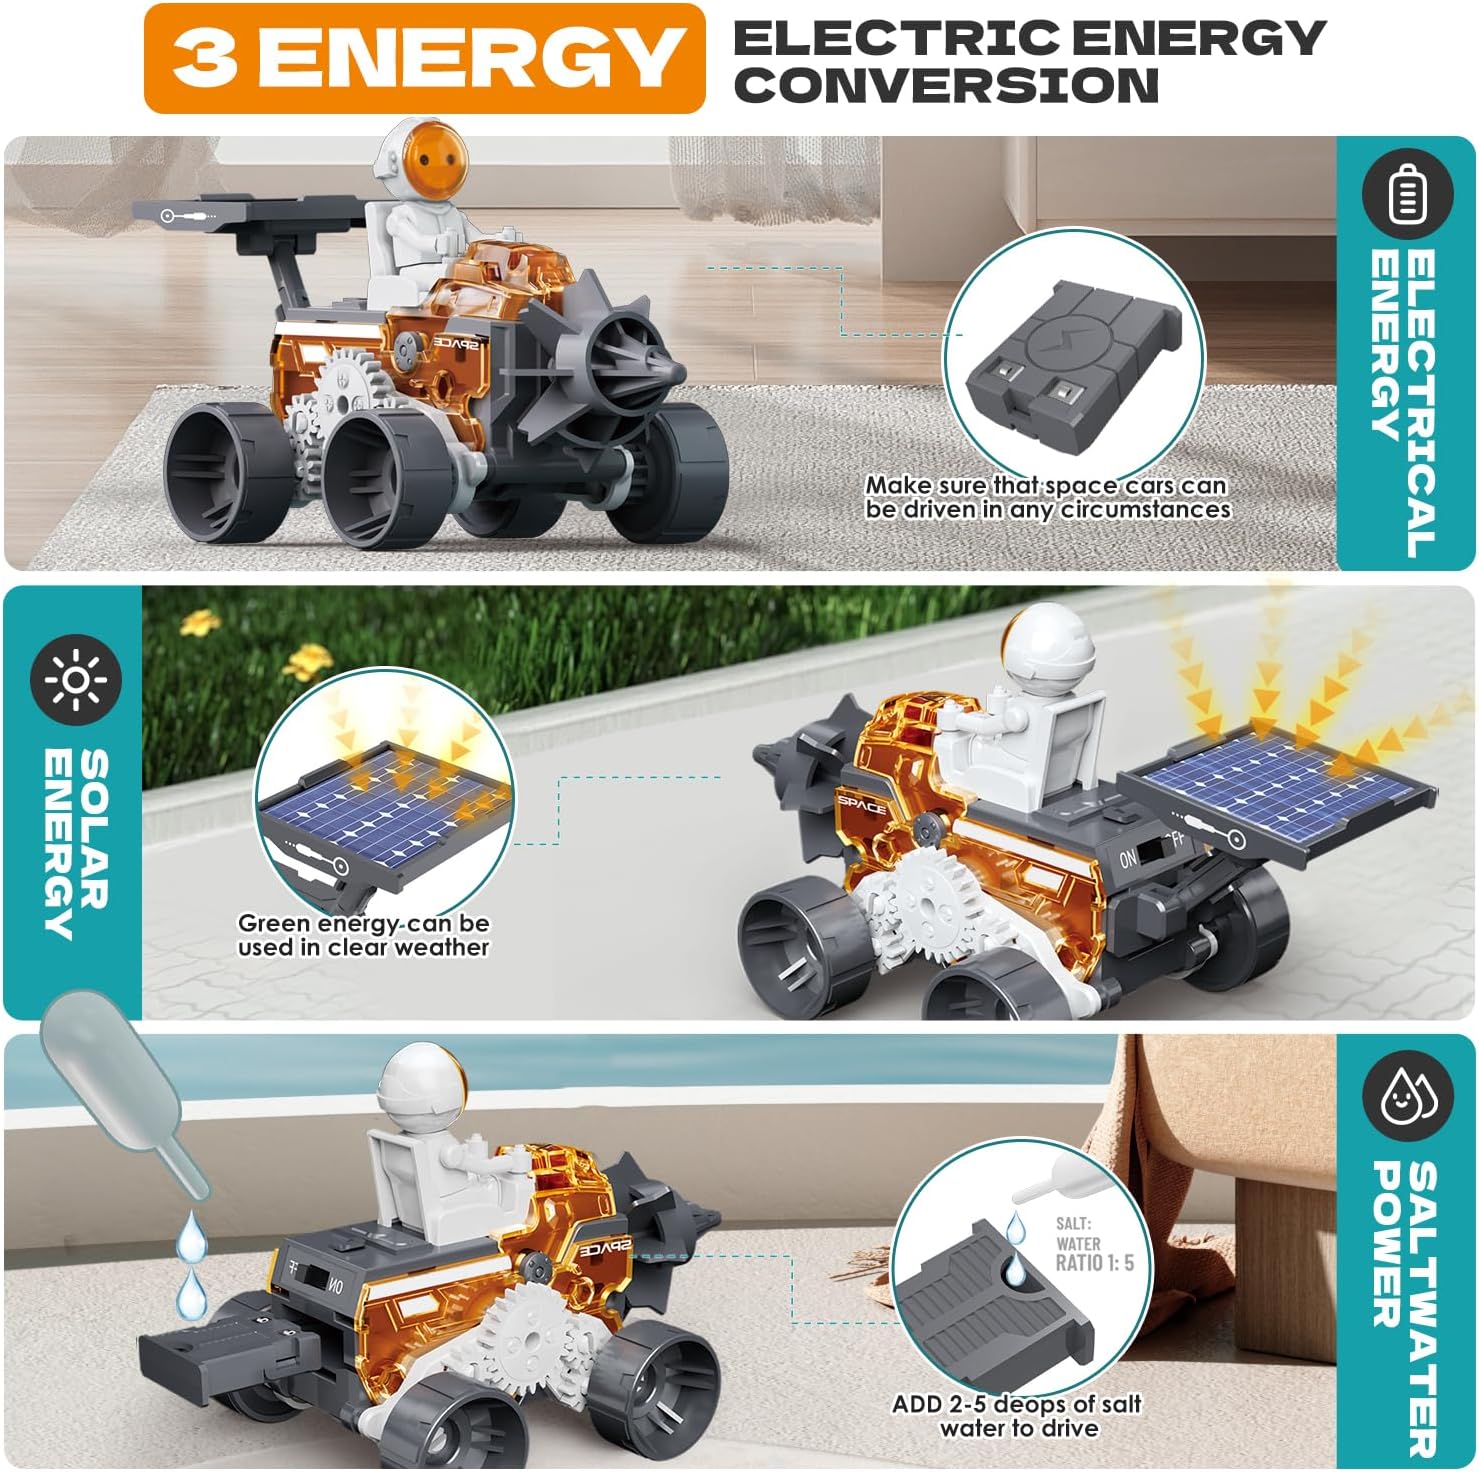 3 ENERGY
ELECTRIC ENERGY
CONVERSION
SPACE
Make sure that space cars can
be driven in any circumstances
ELECTRICAL
ENERGY
SOLAR
ENERGY
Green energy can be
used in clear weather
SPACE
ON
SPACE
ON
SALT:
WATER
RATIO 1: 5
ADD 2-5 deops of salt
water to drive
SALTWATER
POWER